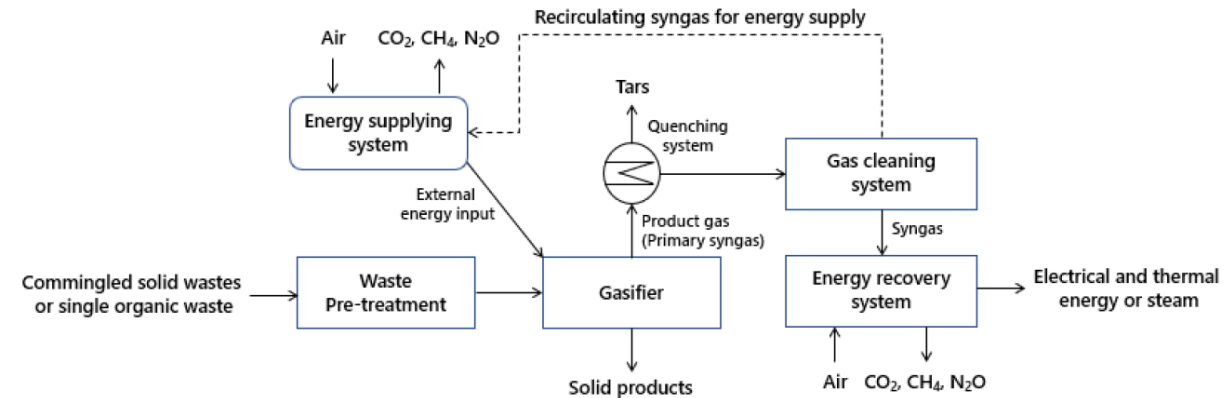 Recirculating syngas for energy supply
Air
CO₂, CH₄, N₂O
Energy supplying
system
Tars
Quenching
system
Gas cleaning
system
External
energy input
Product gas
(Primary syngas)
Syngas
Commingled solid wastes
or single organic waste
Waste
Pre-treatment
Gasifier
Energy recovery
system
Electrical and thermal
energy or steam
Solid products
Air
CO₂, CH₄, N₂O